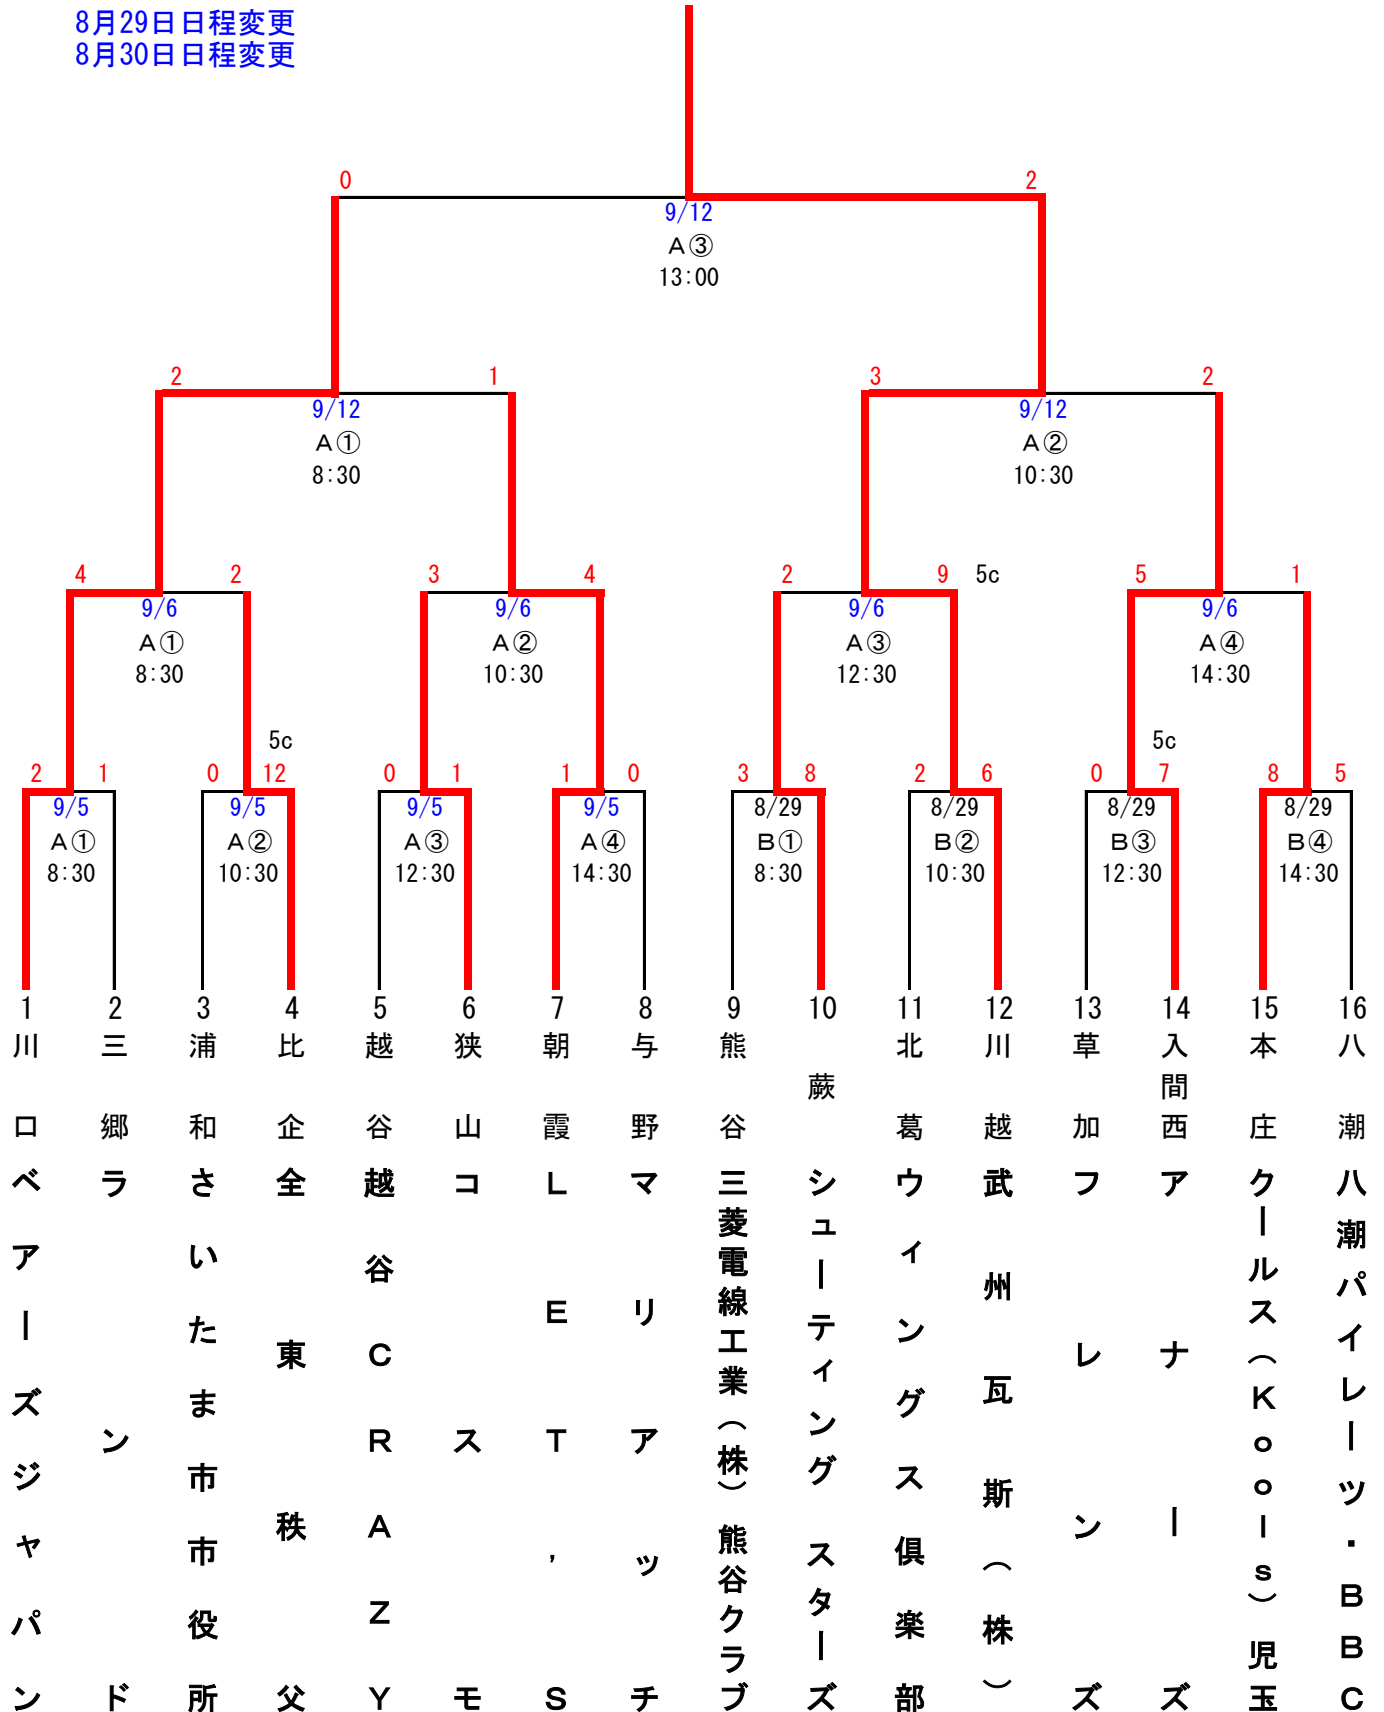 8月29日日程変更
8月30日日程変更
0 2
9/12
A③
13:00
2 1 3 2
9/12 9/12
A① A②
8:30 10:30
4 2 3 4 2 9 5c 5 1
9/6 9/6 9/6 9/6
A① A② A③ A④
8:30 10:30 12:30 14:30
5c 5c
2 1 0 12 0 1 1 0 3 8 2 6 0 7 8 5
9/5 9/5 9/5 9/5 8/29 8/29 8/29 8/29
A① A② A③ A④ B① B② B③ B④
8:30 10:30 12:30 14:30 8:30 10:30 12:30 14:30
1 2 3 4 5 6 7 8 9 10 11 12 13 14 15 16
川口
三郷
浦和
比企
越谷
狭山
朝霞
与野
熊谷
蕨
北葛
川越
草加
入間西
本庄
八潮
ベアーズジャパン
ランド
さいたま市市役所
全東秩父
越谷CRAZY
コスモ
LET'S
マリアッチ
三菱電線工業(株)熊谷クラブ
シューティング スターズ
ウィングス倶楽部
武州瓦斯(株)
フレンズ
アナーズ
クールス(Kools)児玉
八潮パイレーツ・BBC